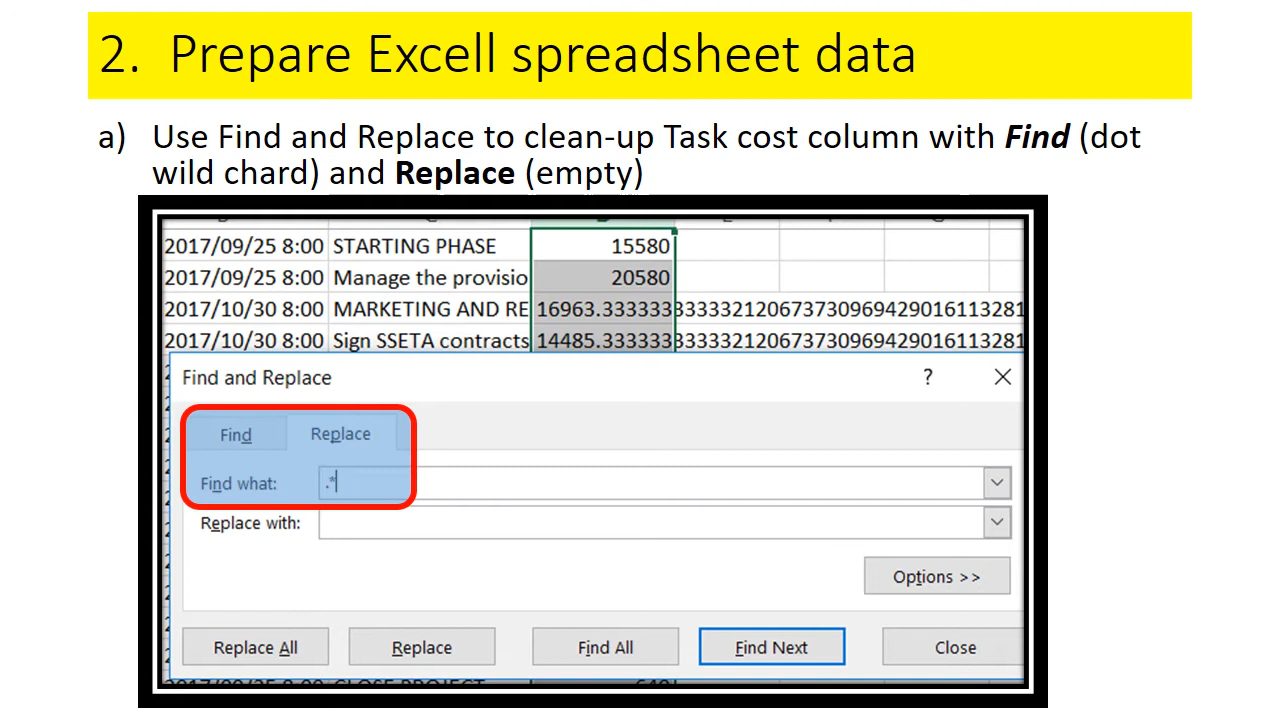 2. Prepare Excell spreadsheet data
a) Use Find and Replace to clean-up Task cost column with Find (dot
wild chard) and Replace (empty)
2017/09/25 8:00 STARTING PHASE 15580
2017/09/25 8:00 Manage the provisio 20580
2017/10/30 8:00 MARKETING AND RE 16963.333333333332120673730969429016113281
2017/10/30 8:00 Sign SSETA contracts 14485.333333333332120673730969429016113281
Find and Replace ?
Find Replace
Find what: .*
Replace with:
Options >>
Replace All Replace Find All Find Next Close